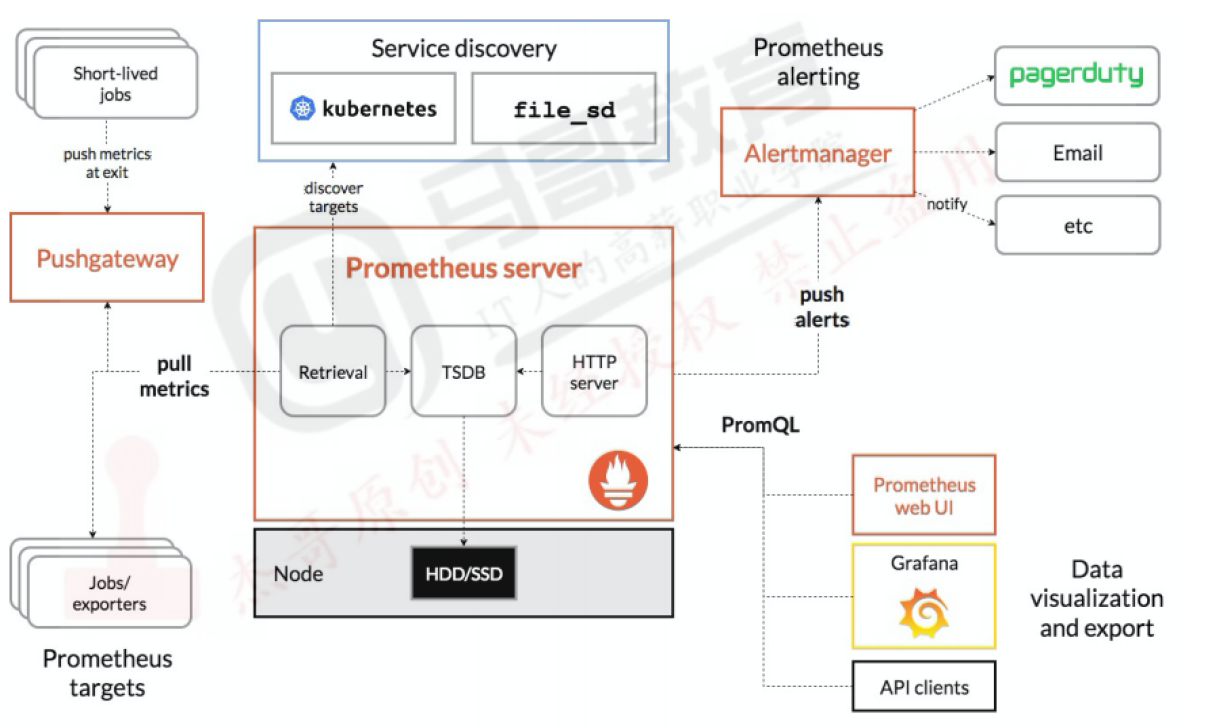 Short-lived
jobs
push metrics
at exit
Pushgateway
pull
metrics
Jobs/
exporters
Prometheus
targets
Service discovery
kubernetes
file_sd
discover
targets
Prometheus server
Retrieval
TSDB
HTTP
server
Node
HDD/SSD
Prometheus
alerting
Alertmanager
pagerduty
Email
notify
etc
push
alerts
PromQL
Prometheus
web UI
Grafana
API clients
Data
visualization
and export
马哥教育
IT人的高薪职业学院
杰哥原创 未经授权 禁止盗用